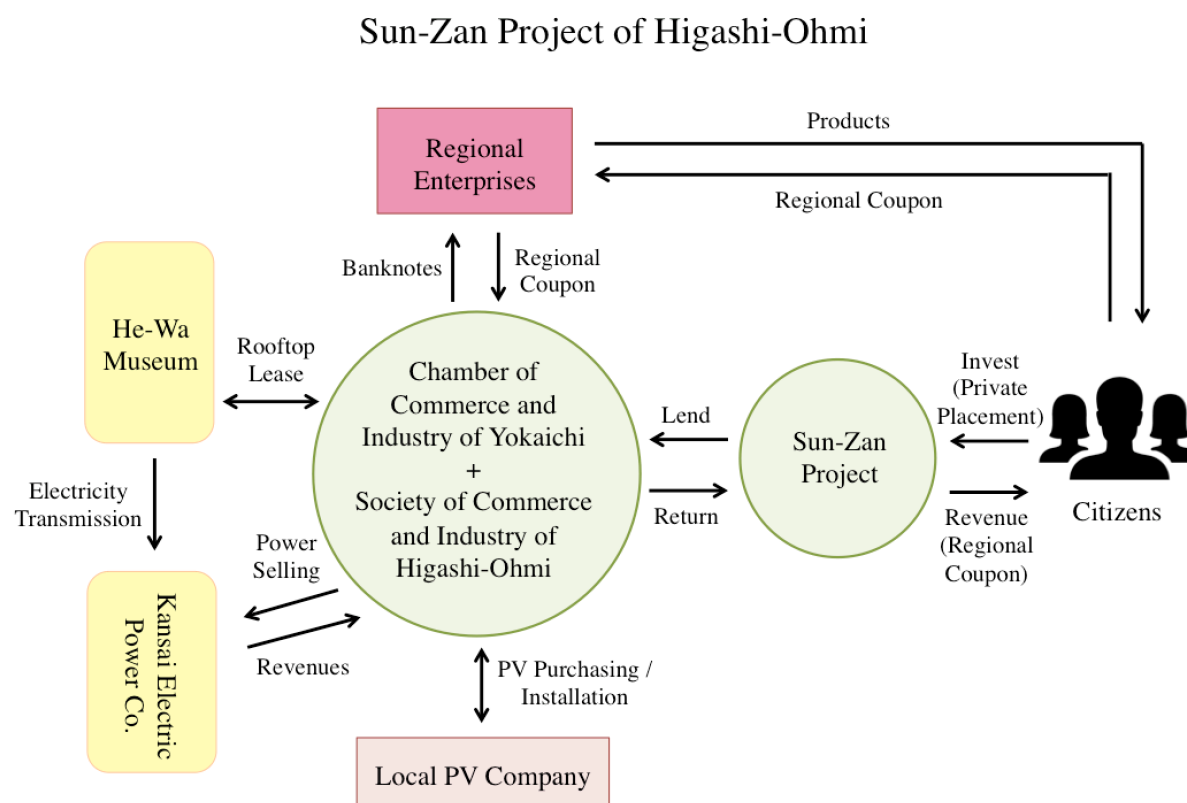 Sun-Zan Project of Higashi-Ohmi
Products
Regional
Enterprises
Regional Coupon
Banknotes
Regional
Coupon
He-Wa
Museum
Rooftop
Lease
Chamber of
Commerce and
Industry of Yokaichi
+
Society of Commerce
and Industry of
Higashi-Ohmi
Lend
Return
Sun-Zan
Project
Invest
(Private
Placement)
Citizens
Revenue
(Regional
Coupon)
Electricity
Transmission
Power
Selling
Revenues
Kansai Electric
Power Co.
PV Purchasing /
Installation
Local PV Company